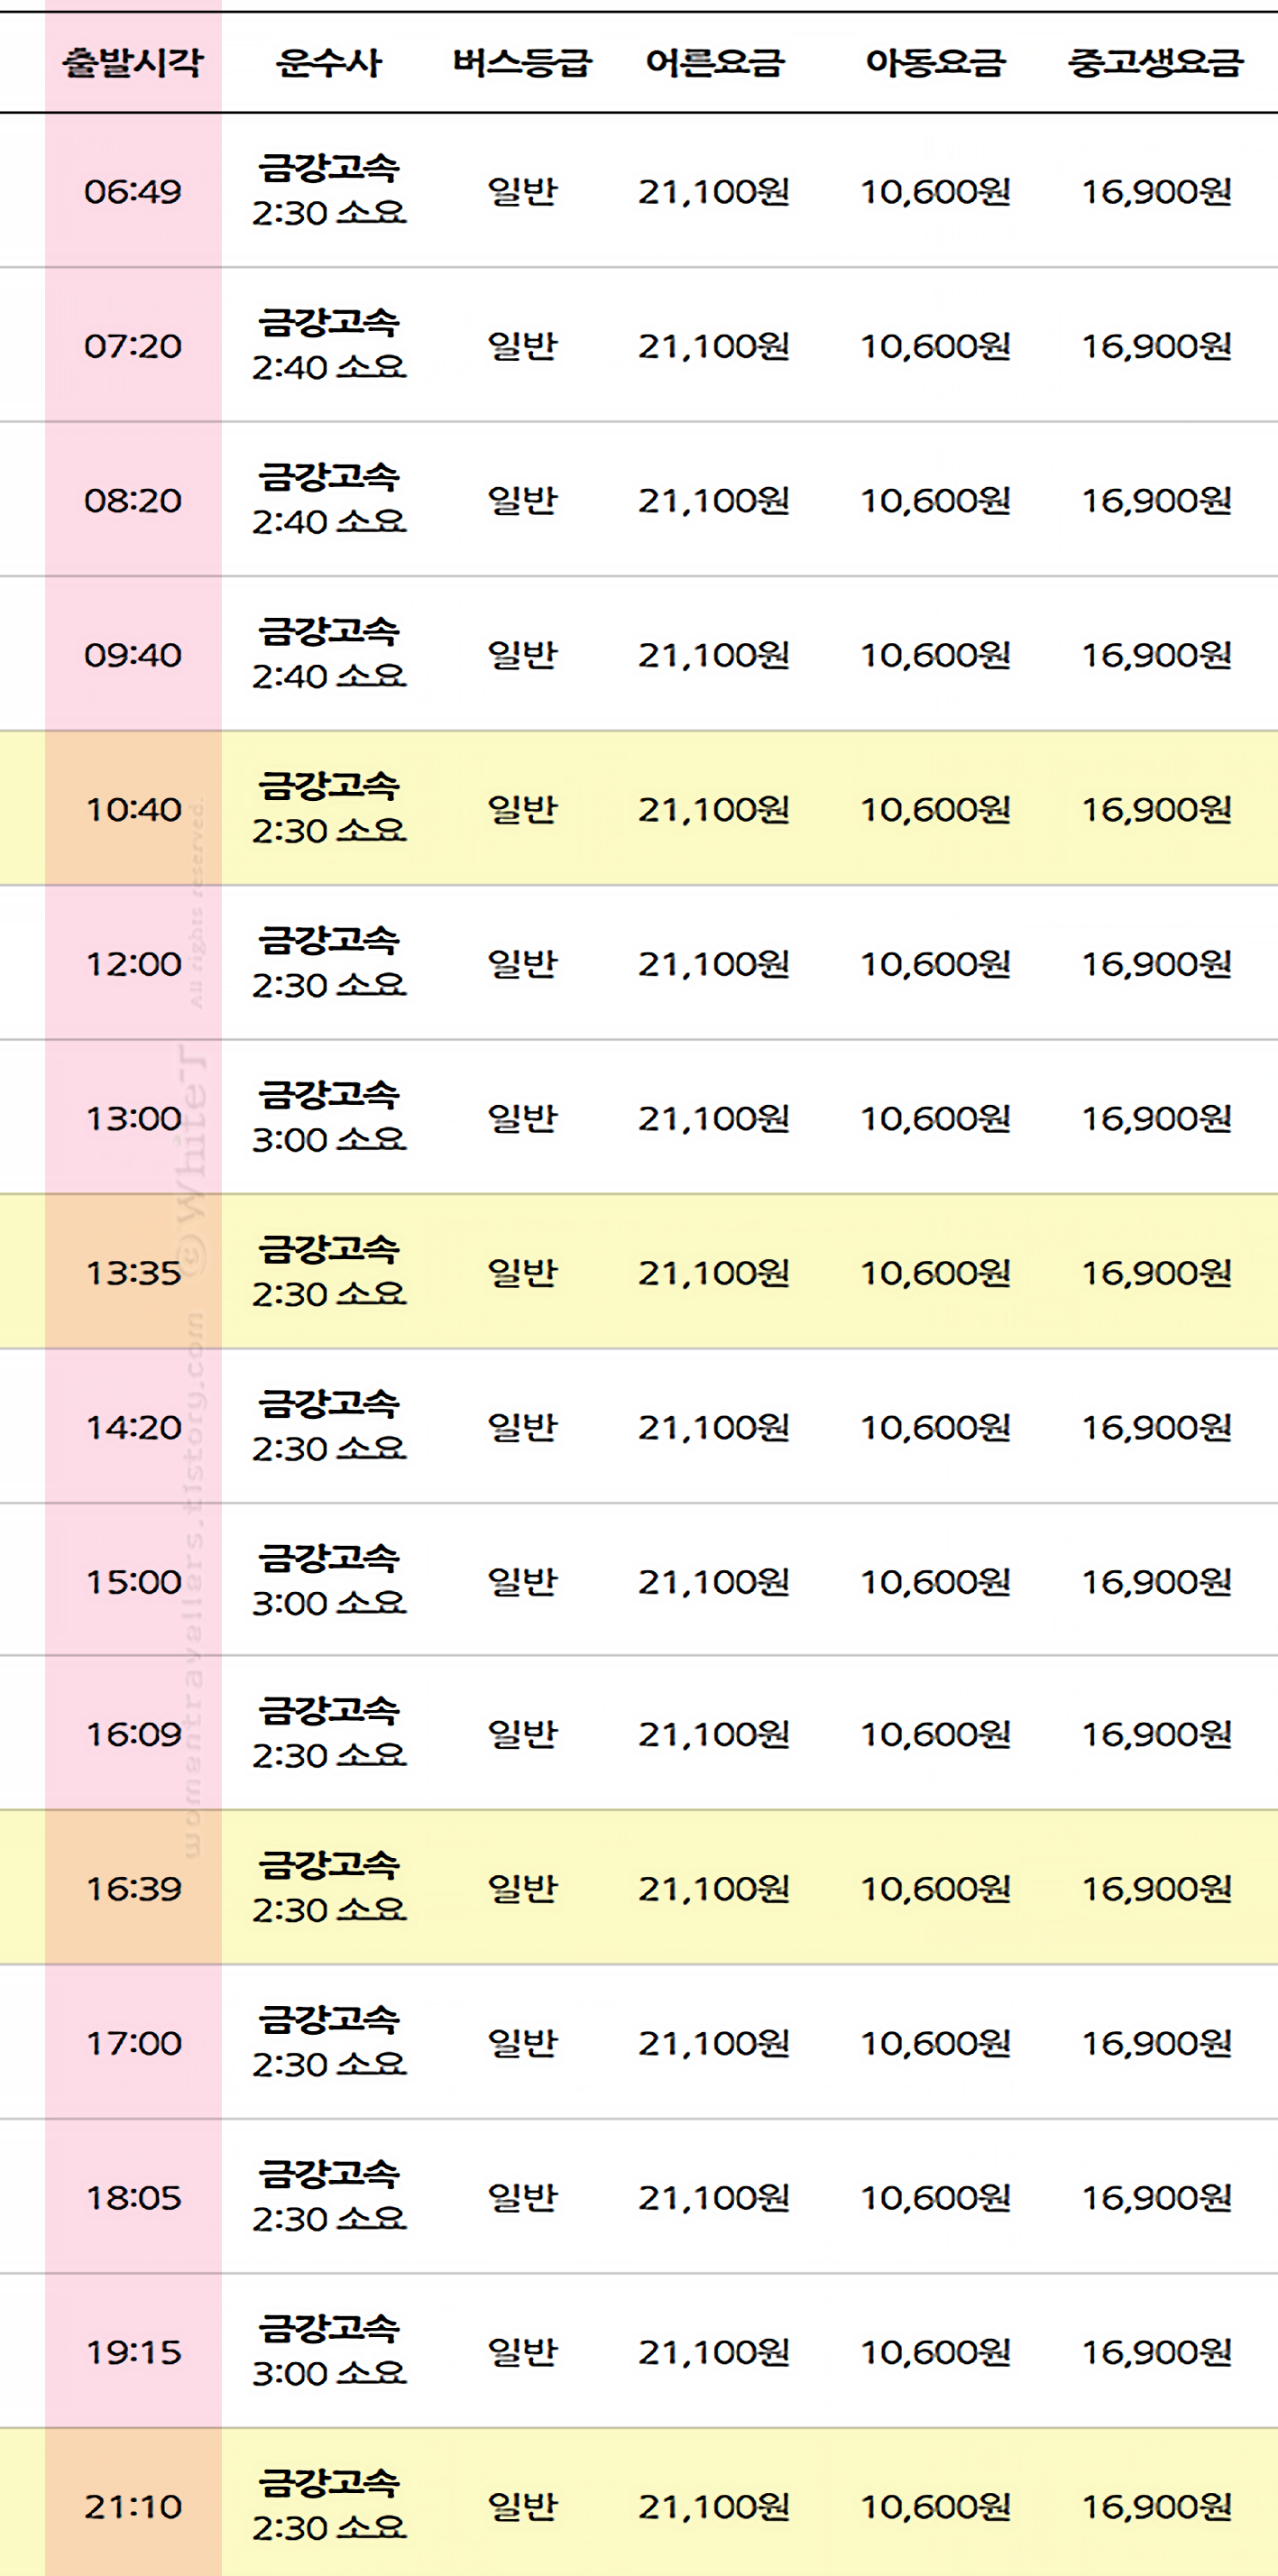 출발시각 운수사 버스등급 어른요금 아동요금 중고생요금
06:49 금강고속 일반 21,100원 10,600원 16,900원
2:30 소요
07:20 금강고속 일반 21,100원 10,600원 16,900원
2:40 소요
08:20 금강고속 일반 21,100원 10,600원 16,900원
2:40 소요
09:40 금강고속 일반 21,100원 10,600원 16,900원
2:40 소요
10:40 금강고속 일반 21,100원 10,600원 16,900원
2:30 소요
12:00 금강고속 일반 21,100원 10,600원 16,900원
2:30 소요
13:00 금강고속 일반 21,100원 10,600원 16,900원
3:00 소요
13:35 금강고속 일반 21,100원 10,600원 16,900원
2:30 소요
14:20 금강고속 일반 21,100원 10,600원 16,900원
2:30 소요
15:00 금강고속 일반 21,100원 10,600원 16,900원
3:00 소요
16:09 금강고속 일반 21,100원 10,600원 16,900원
2:30 소요
16:39 금강고속 일반 21,100원 10,600원 16,900원
2:30 소요
17:00 금강고속 일반 21,100원 10,600원 16,900원
2:30 소요
18:05 금강고속 일반 21,100원 10,600원 16,900원
2:30 소요
19:15 금강고속 일반 21,100원 10,600원 16,900원
3:00 소요
21:10 금강고속 일반 21,100원 10,600원 16,900원
2:30 소요
womentravellers.tistory.com ⓒWhiteT All rights reserved.